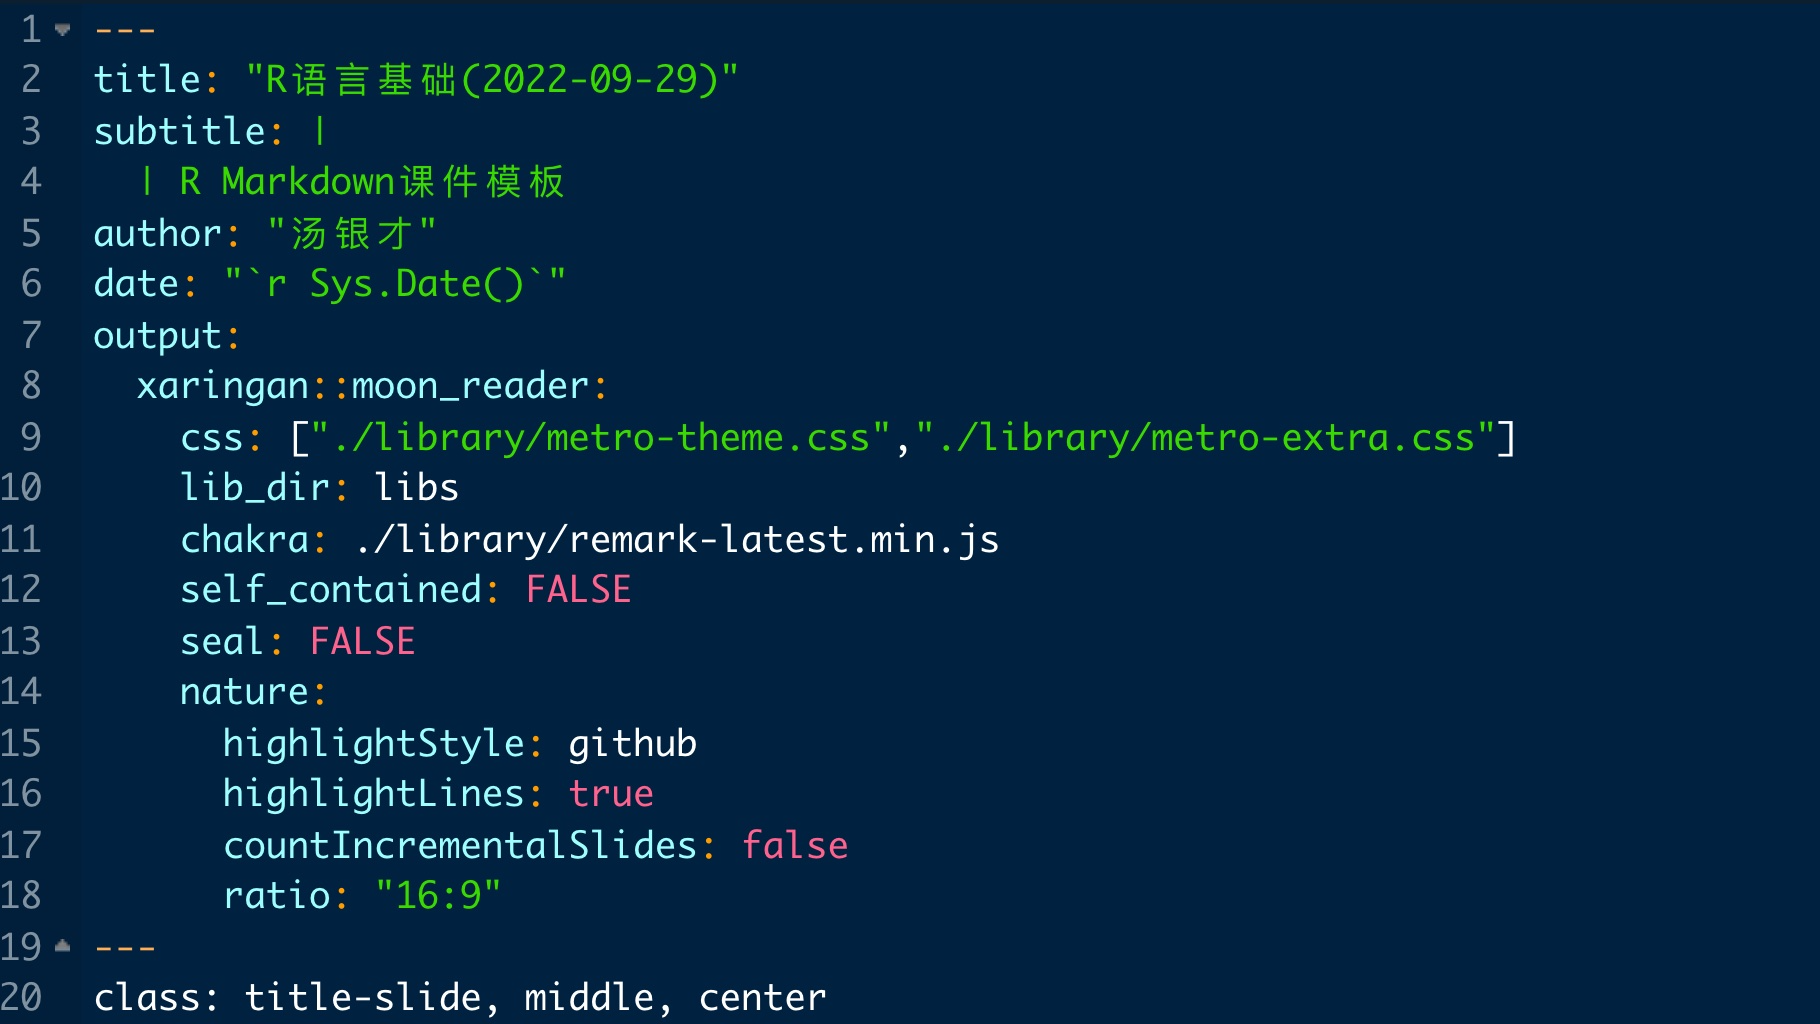 1 ---
2 title: "R语言基础(2022-09-29)"
3 subtitle: |
4   | R Markdown课件模板
5 author: "汤银才"
6 date: "`r Sys.Date()`"
7 output:
8   xaringan::moon_reader:
9     css: ["./library/metro-theme.css","./library/metro-extra.css"]
10     lib_dir: libs
11     chakra: ./library/remark-latest.min.js
12     self_contained: FALSE
13     seal: FALSE
14     nature:
15       highlightStyle: github
16       highlightLines: true
17       countIncrementalSlides: false
18       ratio: "16:9"
19 ---
20 class: title-slide, middle, center